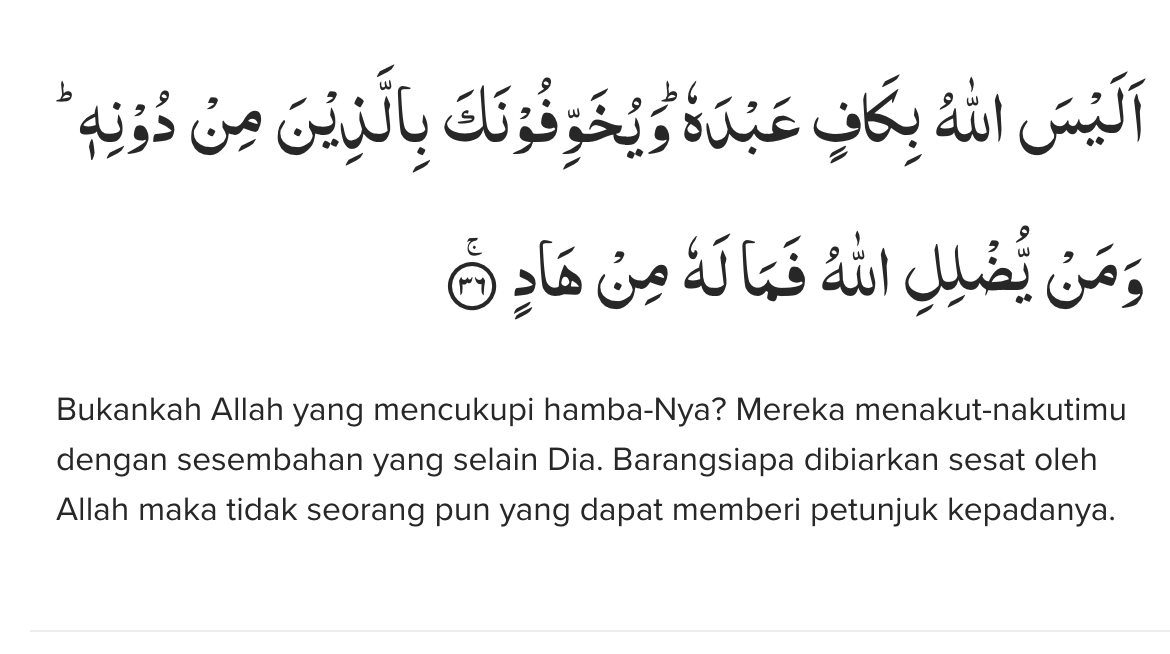 اَلَيْسَ اللّٰهُ بِكَافٍ عَبْدَهٗ ۗوَيُخَوِّفُوْنَكَ بِالَّذِيْنَ مِنْ دُوْنِهٖ ۗ
وَمَنْ يُّضْلِلِ اللّٰهُ فَمَا لَهٗ مِنْ هَادٍ ۚ ٣٦
Bukankah Allah yang mencukupi hamba-Nya? Mereka menakut-nakutimu
dengan sesembahan yang selain Dia. Barangsiapa dibiarkan sesat oleh
Allah maka tidak seorang pun yang dapat memberi petunjuk kepadanya.